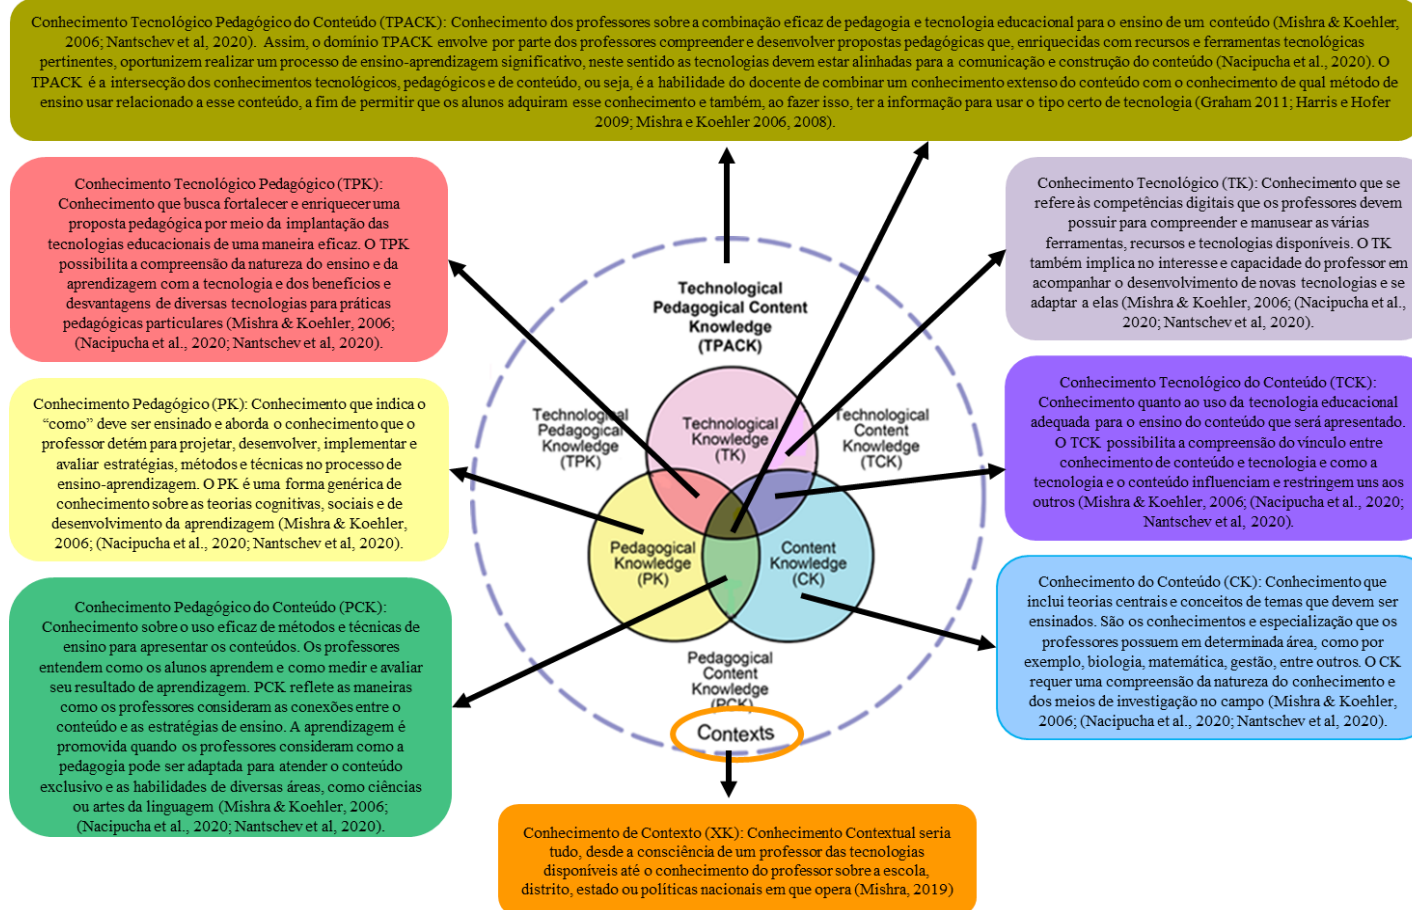 Conhecimento Tecnológico Pedagógico do Conteúdo (TPACK): Conhecimento dos professores sobre a combinação eficaz de pedagogia e tecnologia educacional para o ensino de um conteúdo (Mishra & Koehler,
2006; Nantschev et al, 2020).  Assim, o domínio TPACK envolve por parte dos professores compreender e desenvolver propostas pedagógicas que, enriquecidas com recursos e ferramentas tecnológicas
pertinentes, oportunizem realizar um processo de ensino-aprendizagem significativo, neste sentido as tecnologias devem estar alinhadas para a comunicação e construção do conteúdo (Nacipucha et al., 2020). O
TPACK é a intersecção dos conhecimentos tecnológicos, pedagógicos e de conteúdo, ou seja, é a habilidade do docente de combinar um conhecimento extenso do conteúdo com o conhecimento de qual método de
ensino usar relacionado a esse conteúdo, a fim de permitir que os alunos adquiram esse conhecimento e também, ao fazer isso, ter a informação para usar o tipo certo de tecnologia (Graham 2011; Harris e Hofer
2009; Mishra e Koehler 2006, 2008).
Conhecimento Tecnológico Pedagógico (TPK):
Conhecimento que busca fortalecer e enriquecer uma
proposta pedagógica por meio da implantação das
tecnologias educacionais de uma maneira eficaz. O TPK
possibilita a compreensão da natureza do ensino e da
aprendizagem com a tecnologia e dos benefícios e
desvantagens de diversas tecnologias para práticas
pedagógicas particulares (Mishra & Koehler, 2006;
(Nacipucha et al., 2020; Nantschev et al, 2020).
Conhecimento Pedagógico (PK): Conhecimento que indica o
“como” deve ser ensinado e aborda o conhecimento que o
professor detém para projetar, desenvolver, implementar e
avaliar estratégias, métodos e técnicas no processo de
ensino-aprendizagem. O PK é uma forma genérica de
conhecimento sobre as teorias cognitivas, sociais e de
desenvolvimento da aprendizagem (Mishra & Koehler,
2006; (Nacipucha et al., 2020; Nantschev et al, 2020).
Conhecimento Pedagógico do Conteúdo (PCK):
Conhecimento sobre o uso eficaz de métodos e técnicas de
ensino para apresentar os conteúdos. Os professores
entendem como os alunos aprendem e como medir e avaliar
seu resultado de aprendizagem. PCK reflete as maneiras
como os professores consideram as conexões entre o
conteúdo e as estratégias de ensino. A aprendizagem é
promovida quando os professores consideram como a
pedagogia pode ser adaptada para atender o conteúdo
exclusivo e as habilidades de diversas áreas, como ciências
ou artes da linguagem (Mishra & Koehler, 2006;
(Nacipucha et al., 2020; Nantschev et al, 2020).
Technological
Pedagogical Content
Knowledge
(TPACK)
Technological
Pedagogical
Knowledge
(TPK)
Technological
Knowledge
(TK)
Technological
Content
Knowledge
(TCK)
Pedagogical
Knowledge
(PK)
Content
Knowledge
(CK)
Pedagogical
Content
Knowledge
(PCK)
Contexts
Conhecimento Tecnológico (TK): Conhecimento que se
refere às competências digitais que os professores devem
possuir para compreender e manusear as várias
ferramentas, recursos e tecnologias disponíveis. O TK
também implica no interesse e capacidade do professor em
acompanhar o desenvolvimento de novas tecnologias e se
adaptar a elas (Mishra & Koehler, 2006; (Nacipucha et al.,
2020; Nantschev et al, 2020).
Conhecimento Tecnológico do Conteúdo (TCK):
Conhecimento quanto ao uso da tecnologia educacional
adequada para o ensino do conteúdo que será apresentado.
O TCK possibilita a compreensão do vínculo entre
conhecimento de conteúdo e tecnologia e como a
tecnologia e o conteúdo influenciam e restringem uns aos
outros (Mishra & Koehler, 2006; (Nacipucha et al., 2020;
Nantschev et al, 2020).
Conhecimento do Conteúdo (CK): Conhecimento que
inclui teorias centrais e conceitos de temas que devem ser
ensinados. São os conhecimentos e especialização que os
professores possuem em determinada área, como por
exemplo, biologia, matemática, gestão, entre outros. O CK
requer uma compreensão da natureza do conhecimento e
dos meios de investigação no campo (Mishra & Koehler,
2006; (Nacipucha et al., 2020; Nantschev et al, 2020).
Conhecimento de Contexto (XK): Conhecimento Contextual seria
tudo, desde a consciência de um professor das tecnologias
disponíveis até o conhecimento do professor sobre a escola,
distrito, estado ou políticas nacionais em que opera (Mishra, 2019)